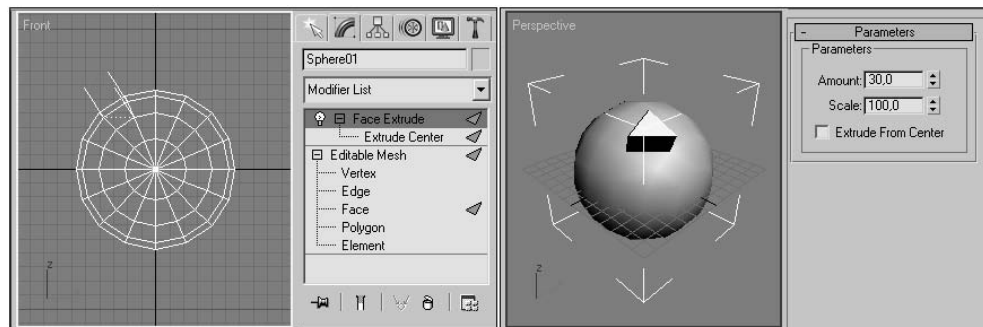 Front
Sphere01
Modifier List
Face Extrude
Extrude Center
Editable Mesh
Vertex
Edge
Face
Polygon
Element
z
Perspective
z
Parameters
Parameters
Amount: 30,0
Scale: 100,0
Extrude From Center